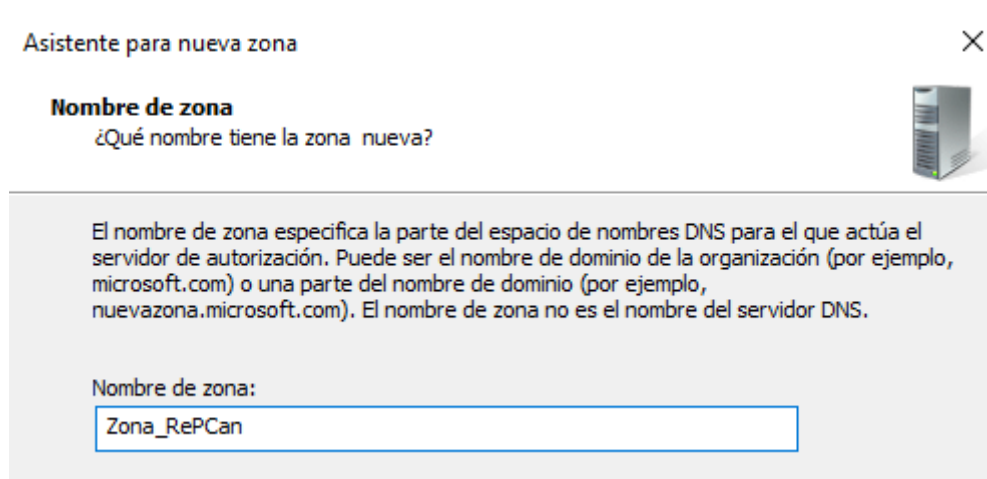 Asistente para nueva zona
Nombre de zona
¿Qué nombre tiene la zona nueva?
El nombre de zona especifica la parte del espacio de nombres DNS para el que actúa el
servidor de autorización. Puede ser el nombre de dominio de la organización (por ejemplo,
microsoft.com) o una parte del nombre de dominio (por ejemplo,
nuevazona.microsoft.com). El nombre de zona no es el nombre del servidor DNS.
Nombre de zona:
Zona_RePCan